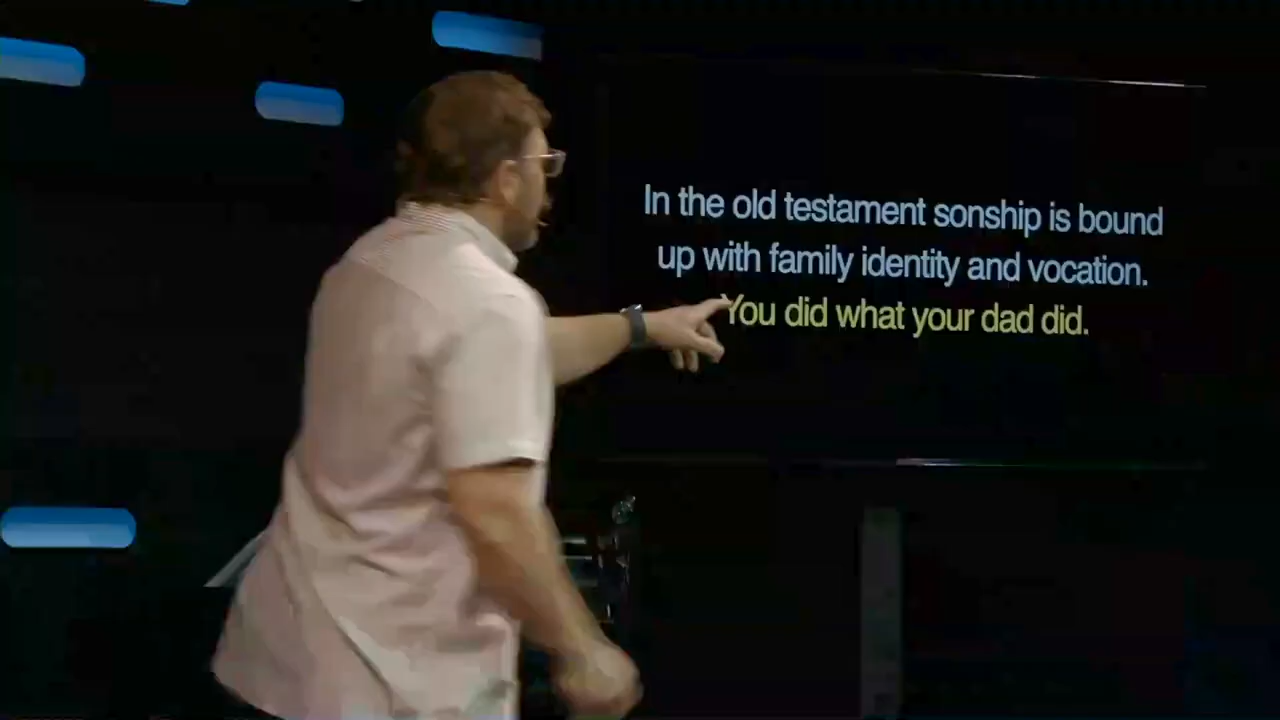 In the old testament sonship is bound
up with family identity and vocation.
You did what your dad did.